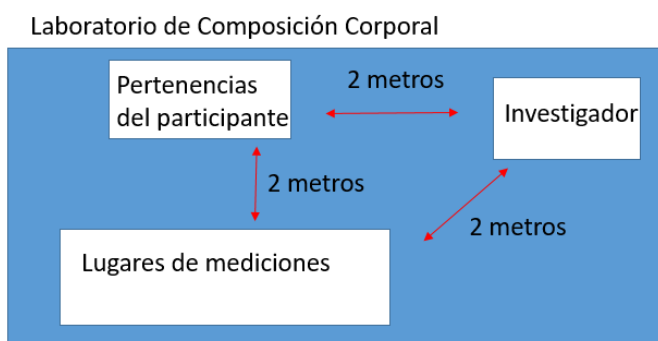 Laboratorio de Composición Corporal
Pertenencias
del participante
2 metros
Investigador
2 metros
2 metros
Lugares de mediciones